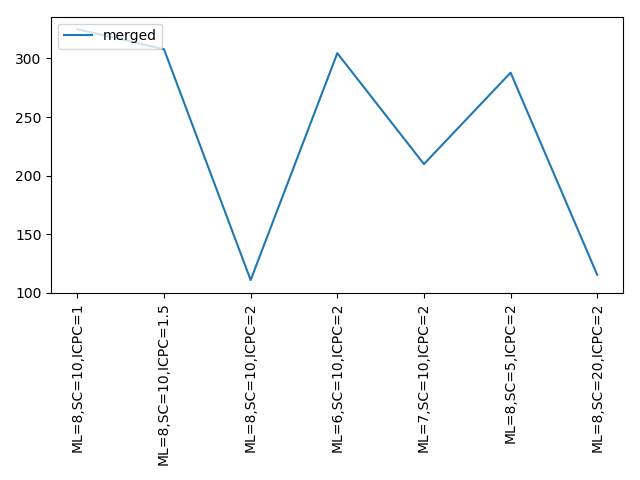 merged
300
250
200
150
100
ML=8,SC=10,ICPC=1
ML=8,SC=10,ICPC=1.5
ML=8,SC=10,ICPC=2
ML=6,SC=10,ICPC=2
ML=7,SC=10,ICPC=2
ML=8,SC=5,ICPC=2
ML=8,SC=20,ICPC=2